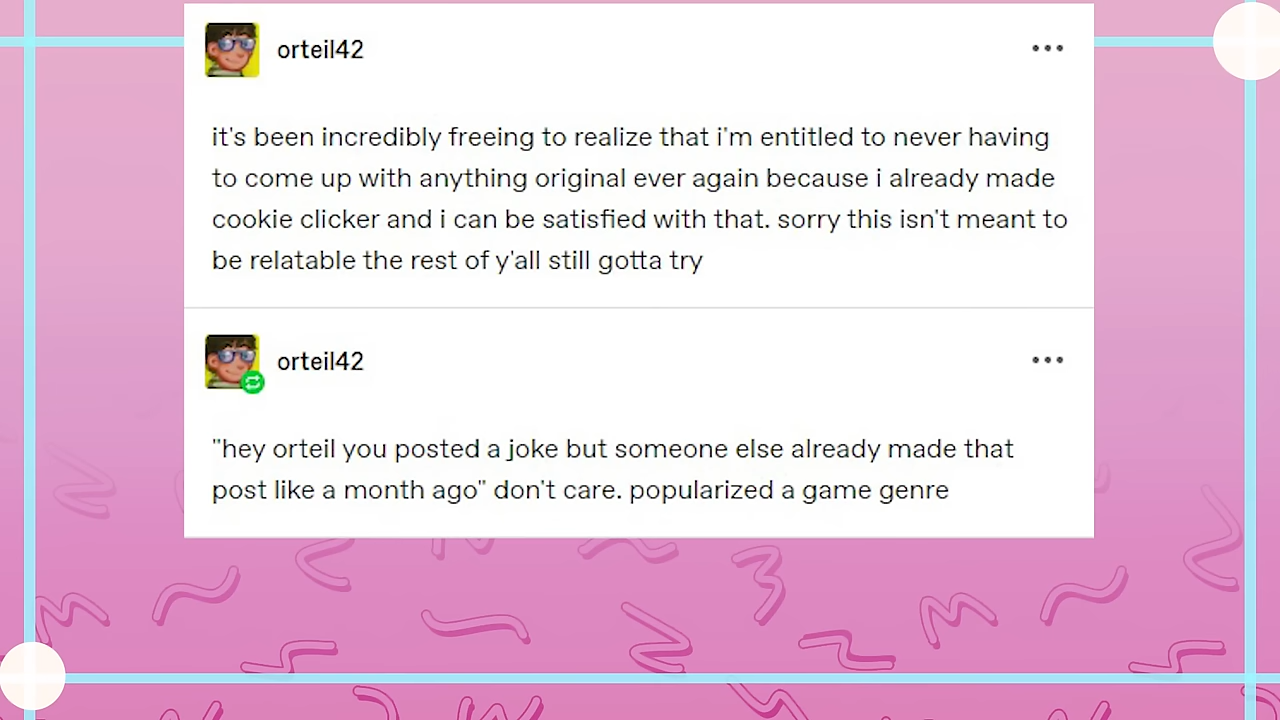 orteil42
it's been incredibly freeing to realize that i'm entitled to never having
to come up with anything original ever again because i already made
cookie clicker and i can be satisfied with that. sorry this isn't meant to
be relatable the rest of y'all still gotta try
orteil42
"hey orteil you posted a joke but someone else already made that
post like a month ago" don't care. popularized a game genre